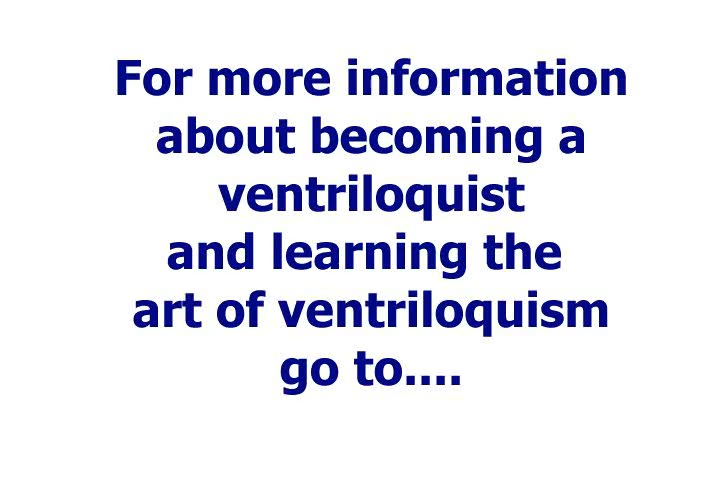 For more information
about becoming a
ventriloquist
and learning the
art of ventriloquism
go to....